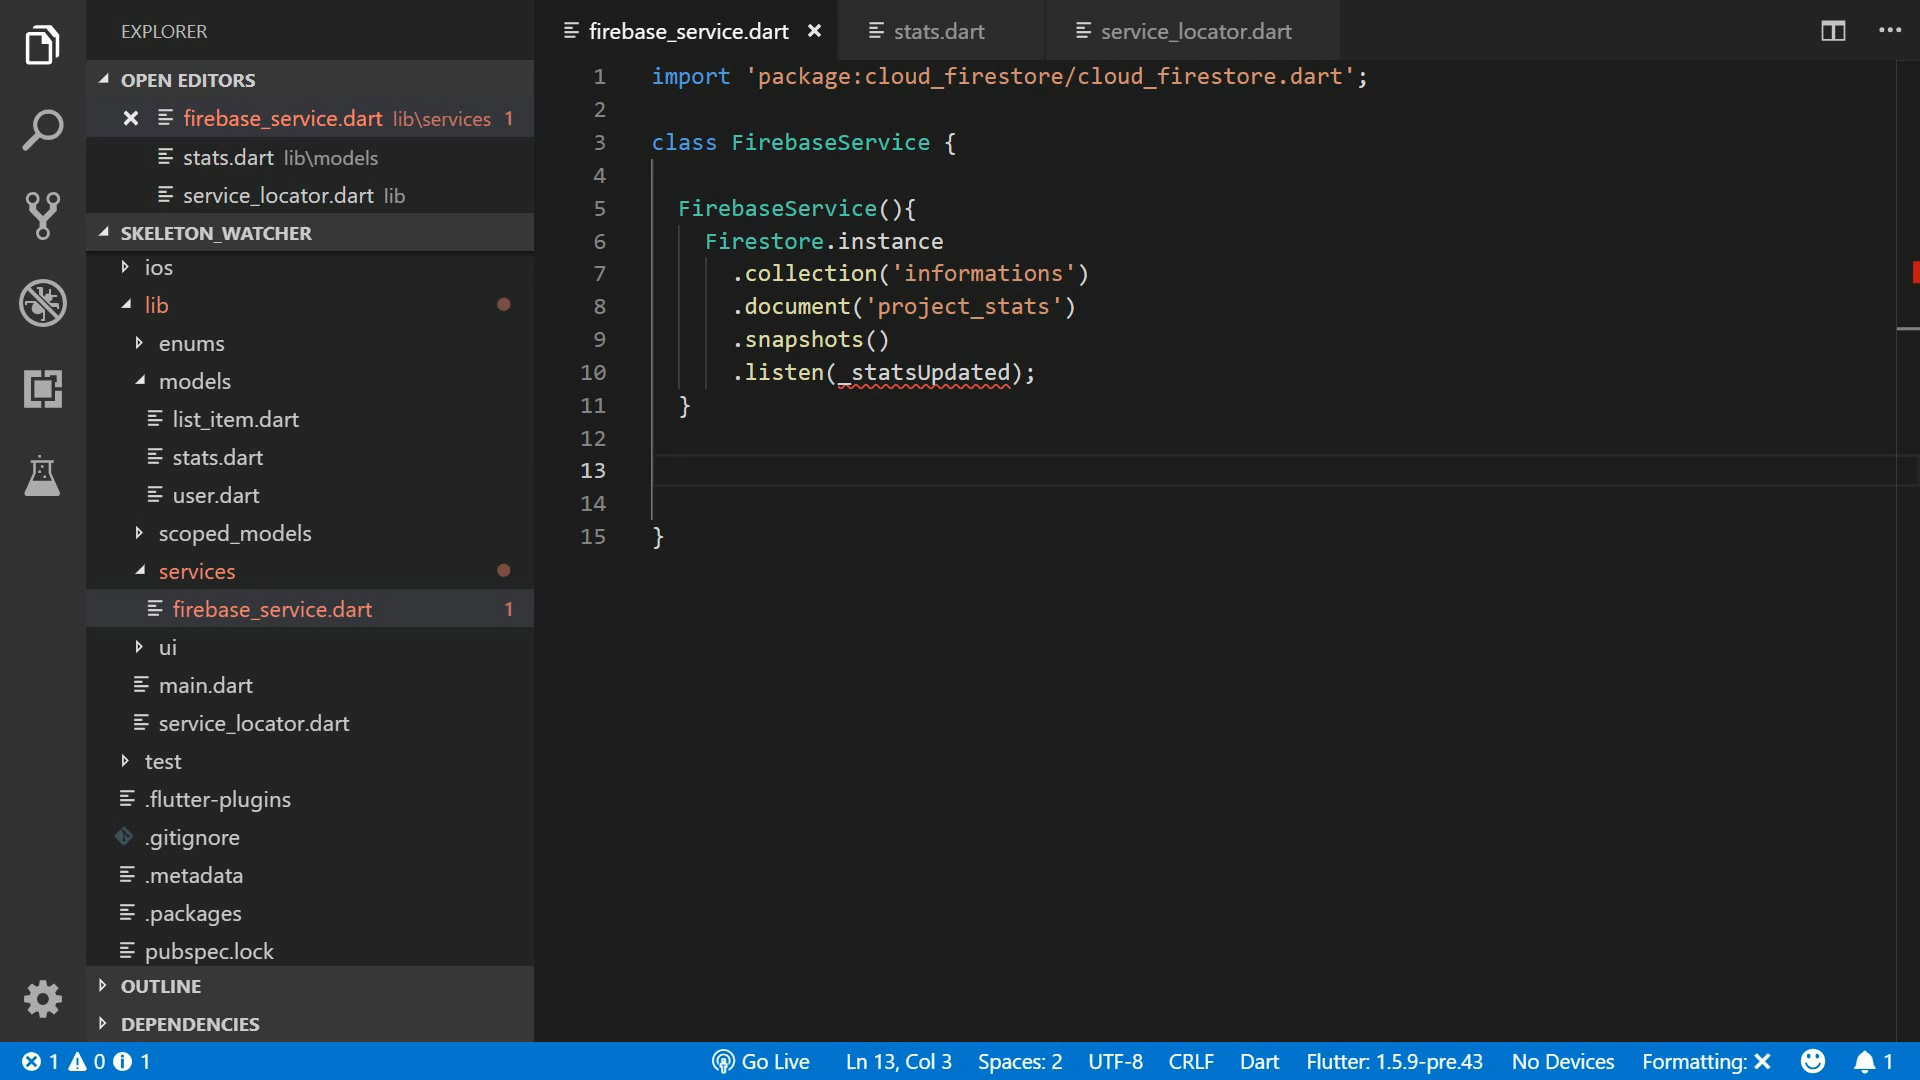 EXPLORER
OPEN EDITORS
firebase_service.dart lib\services 1
stats.dart lib\models
service_locator.dart lib
SKELETON_WATCHER
ios
lib
enums
models
list_item.dart
stats.dart
user.dart
scoped_models
services
firebase_service.dart 1
ui
main.dart
service_locator.dart
test
.flutter-plugins
.gitignore
.metadata
.packages
pubspec.lock
OUTLINE
DEPENDENCIES
firebase_service.dart stats.dart service_locator.dart
1 import 'package:cloud_firestore/cloud_firestore.dart';
2
3 class FirebaseService {
4
5 FirebaseService(){
6 Firestore.instance
7 .collection('informations')
8 .document('project_stats')
9 .snapshots()
10 .listen(_statsUpdated);
11 }
12
13
14
15 }
1 0 1 Go Live Ln 13, Col 3 Spaces: 2 UTF-8 CRLF Dart Flutter: 1.5.9-pre.43 No Devices Formatting: 1